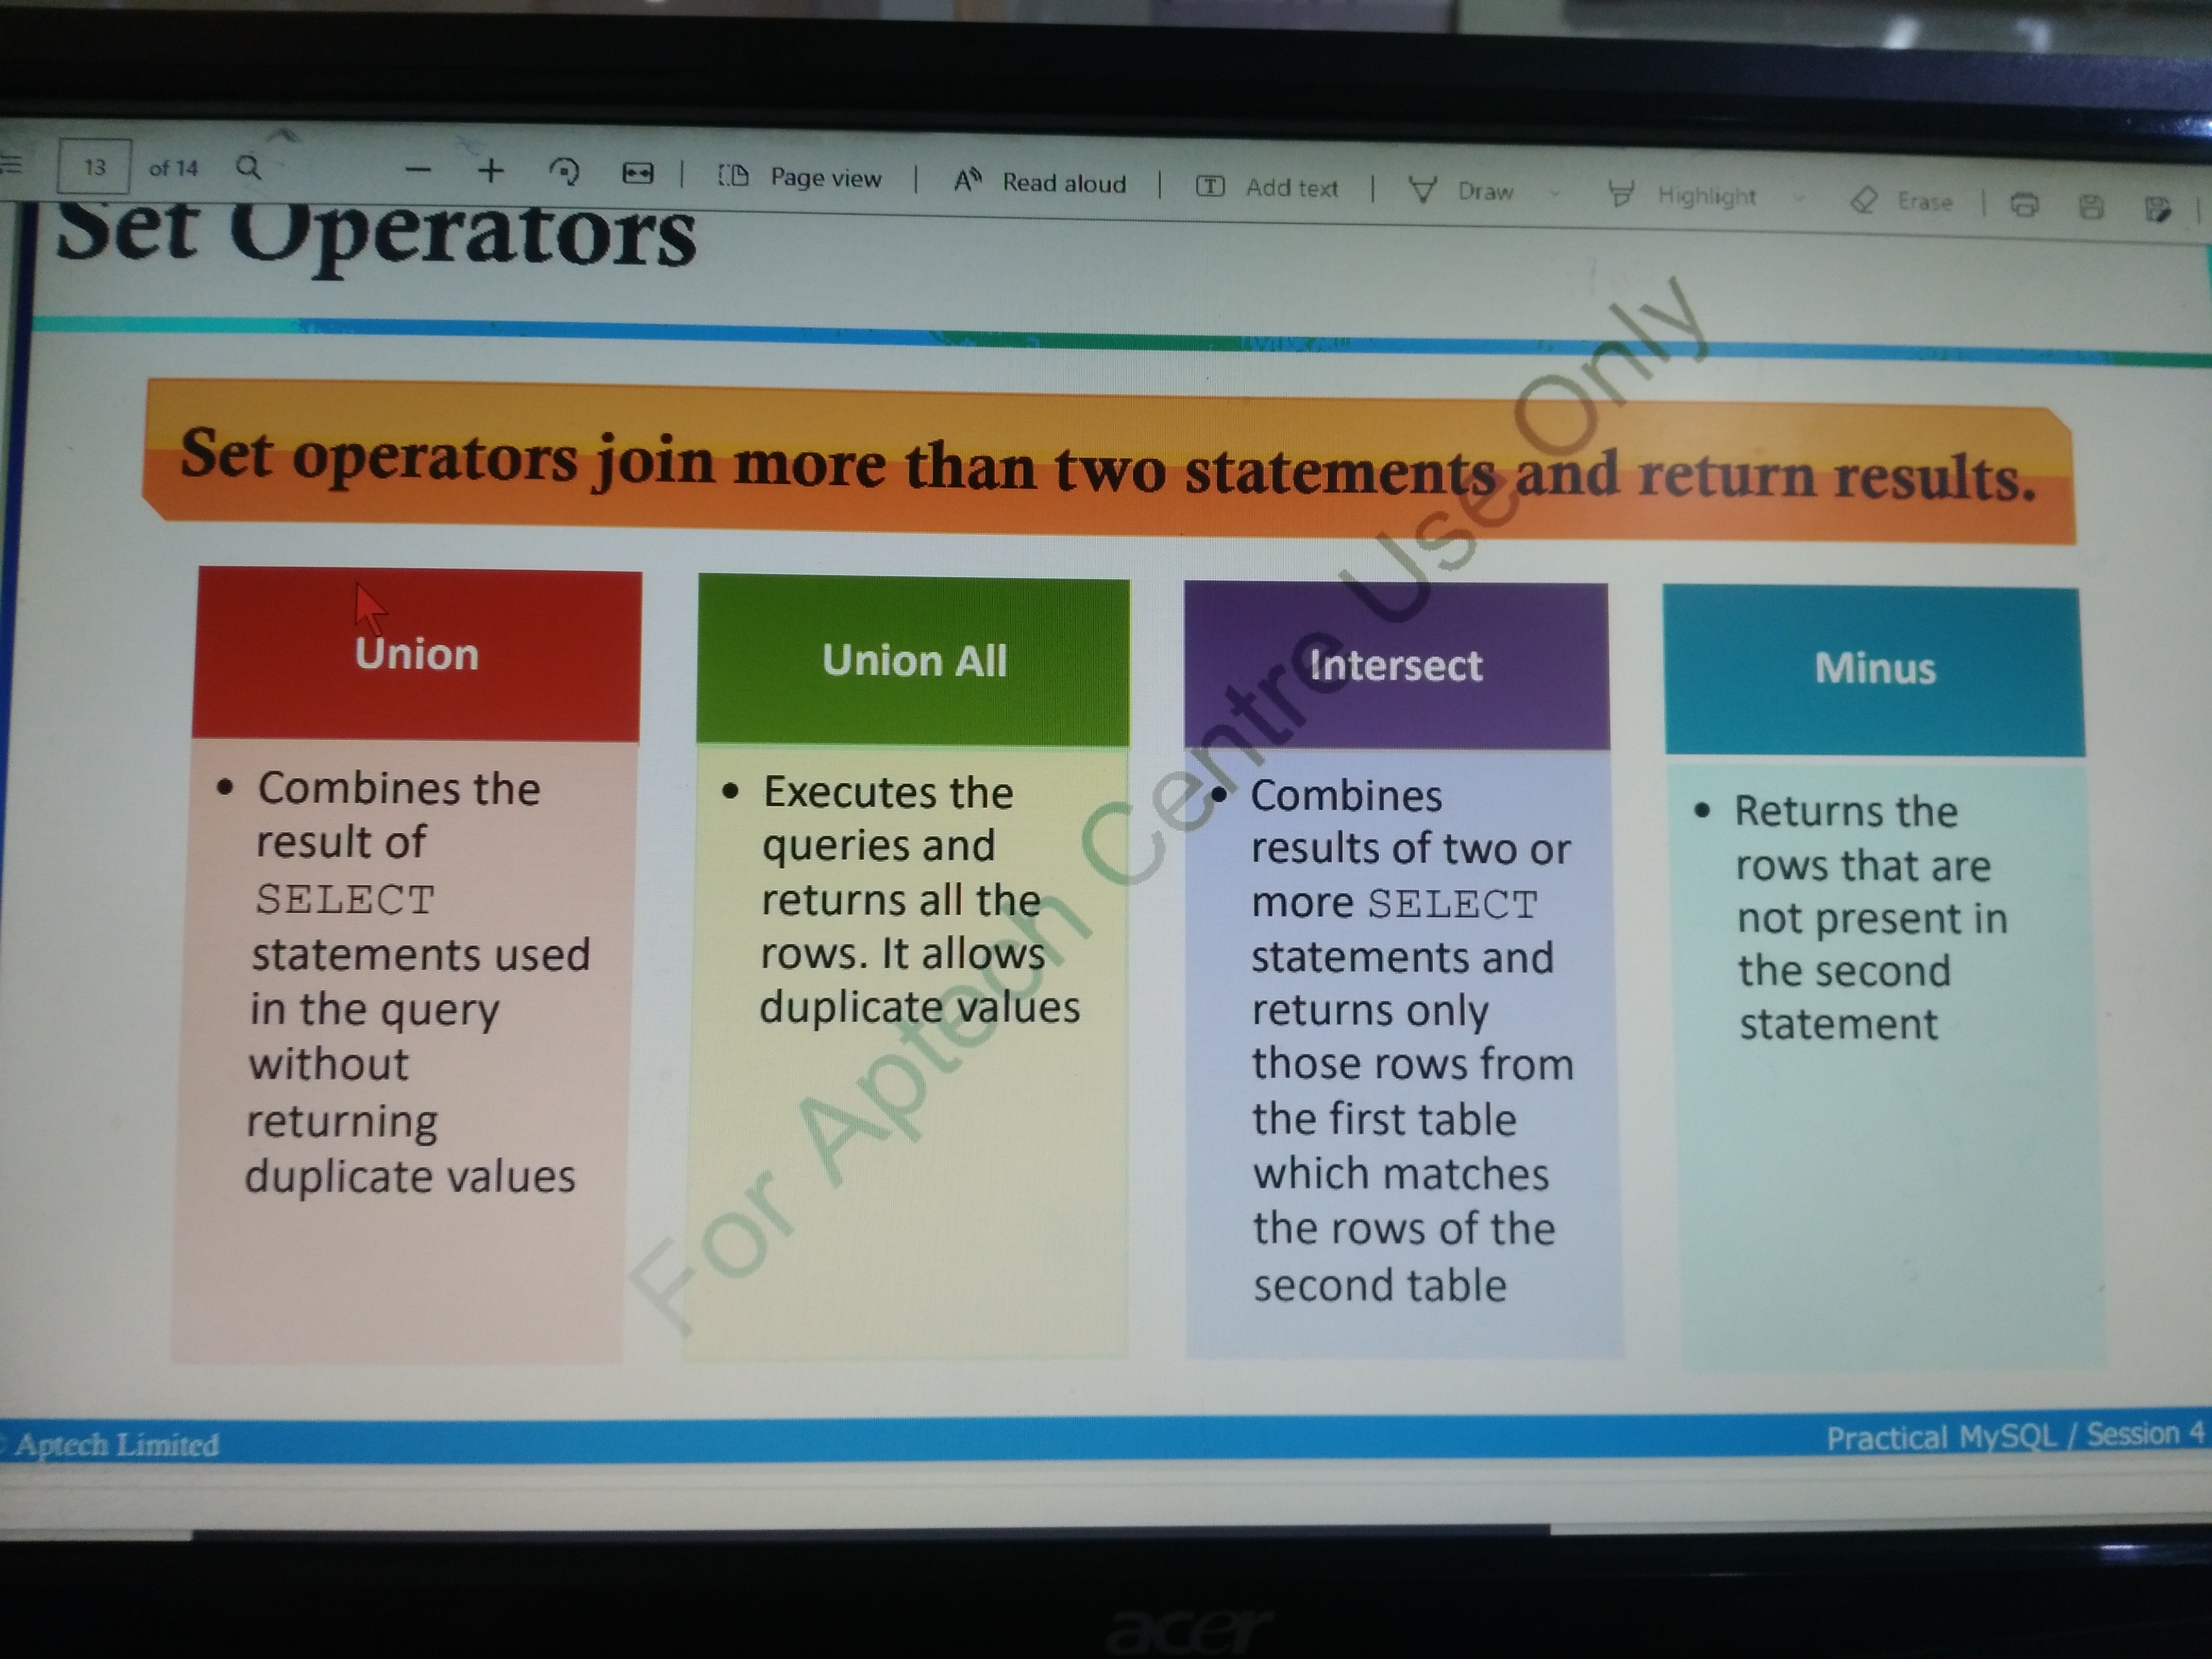 13 of 14 Page view Read aloud Add text Draw Highlight Erase
Set Operators
Set operators join more than two statements and return results.
Union
• Combines the
result of
SELECT
statements used
in the query
without
returning
duplicate values
Union All
• Executes the
queries and
returns all the
rows. It allows
duplicate values
Intersect
• Combines
results of two or
more SELECT
statements and
returns only
those rows from
the first table
which matches
the rows of the
second table
Minus
• Returns the
rows that are
not present in
the second
statement
For Aptech Centre Use Only
© Aptech Limited
Practical MySQL / Session 4
acer